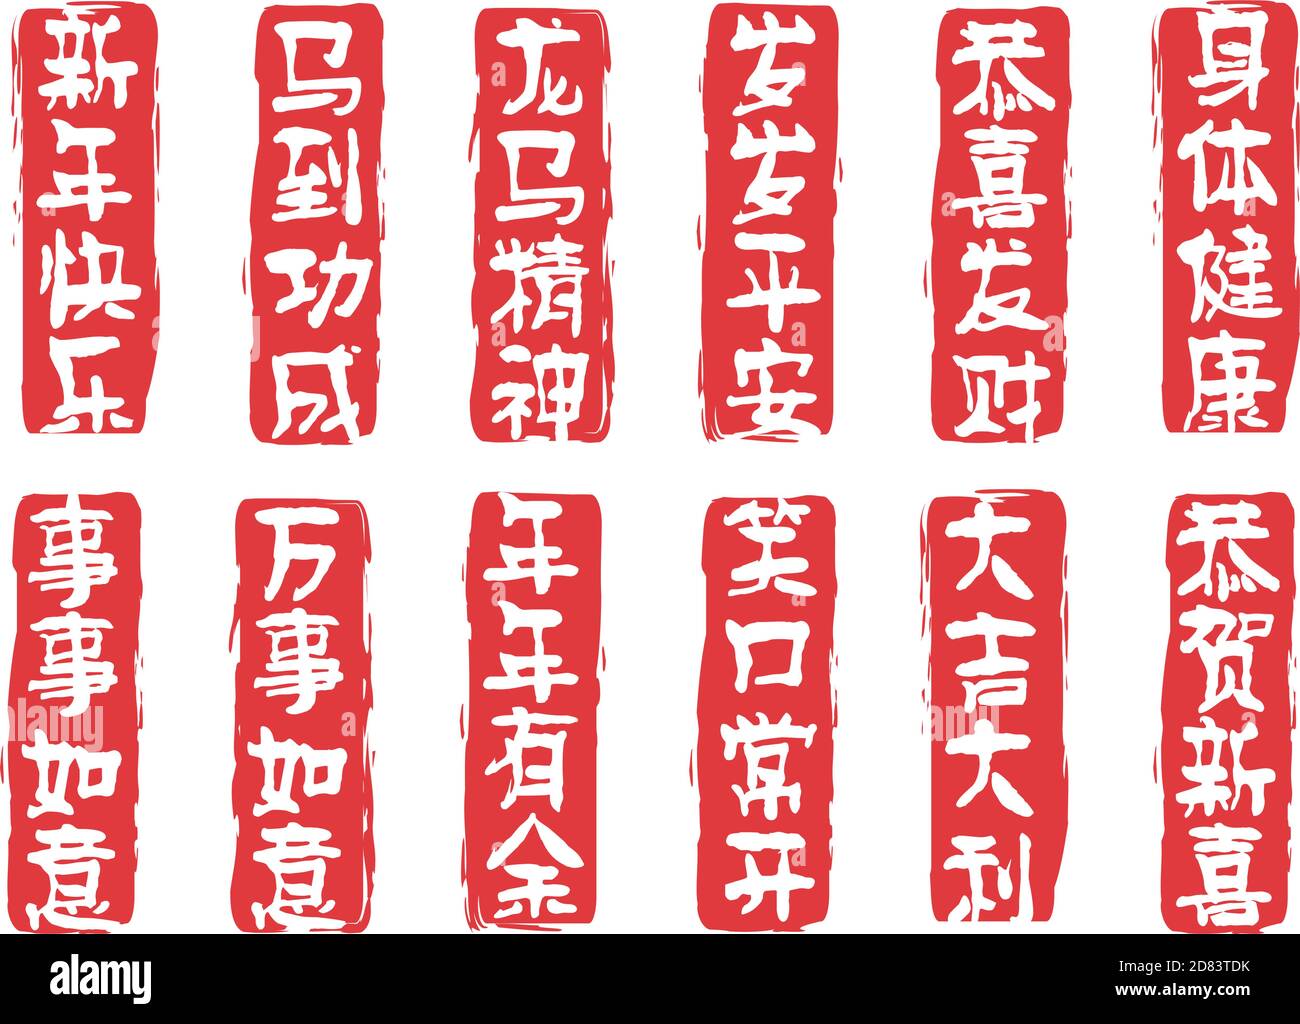 新年快乐
马到功成
龙马精神
岁岁平安
恭喜发财
身体健康
事事如意
万事如意
年年有余
笑口常开
大吉大利
恭贺新喜
alamy
Image ID: 2D83TDK
www.alamy.com